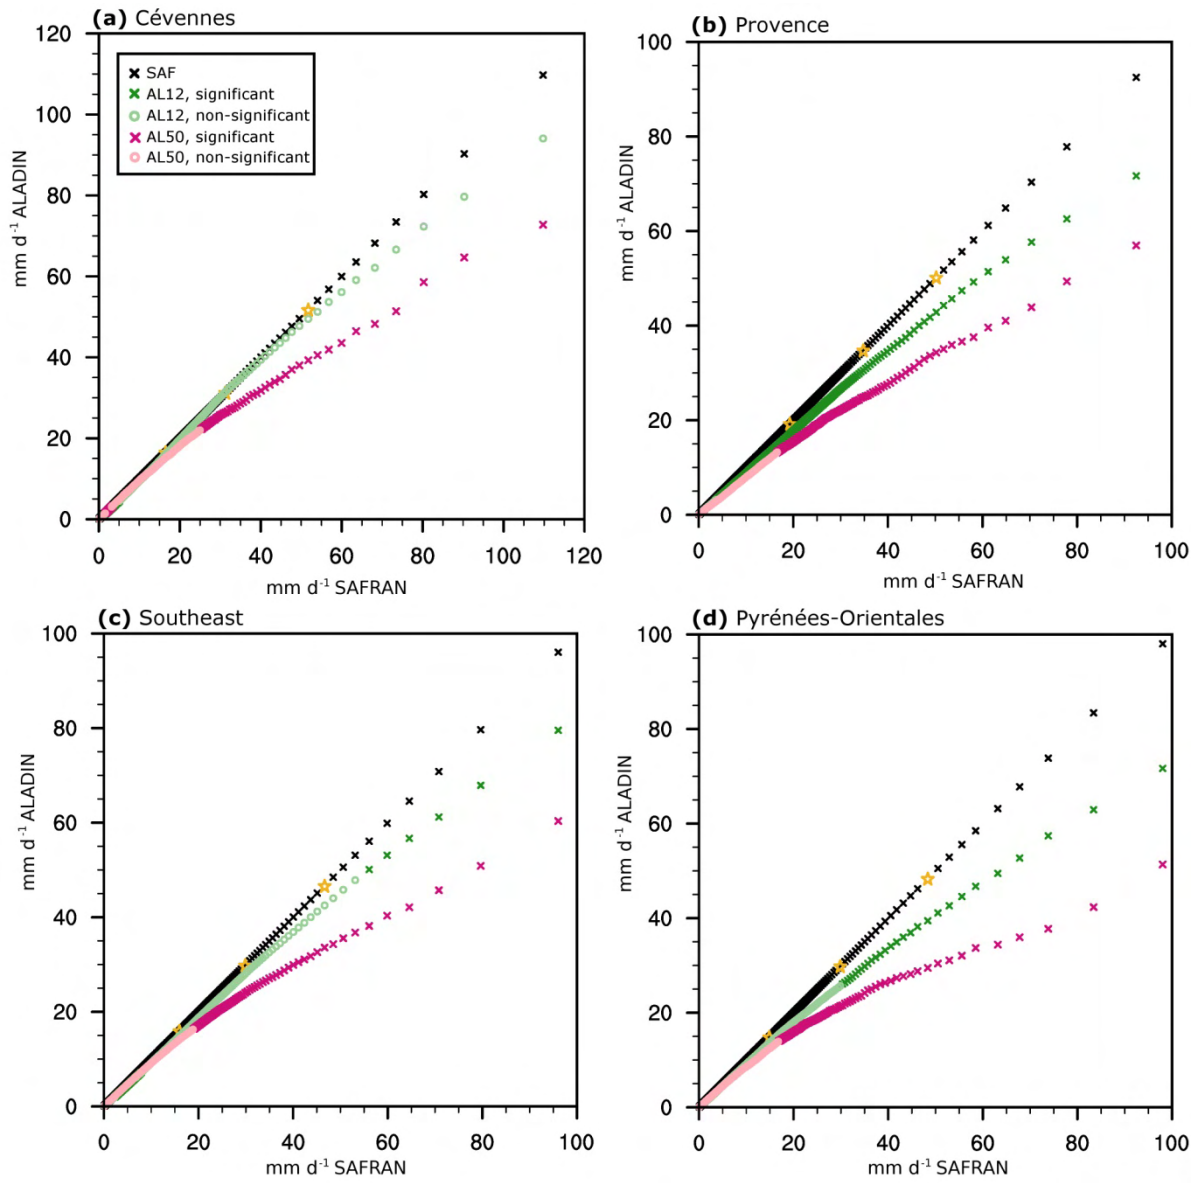 (a) Cévennes
120
100
80
60
40
20
0
mm d-1 ALADIN
SAF
AL12, significant
AL12, non-significant
AL50, significant
AL50, non-significant
0 20 40 60 80 100 120
mm d-1 SAFRAN
(b) Provence
100
80
60
40
20
0
mm d-1 ALADIN
0 20 40 60 80 100
mm d-1 SAFRAN
(c) Southeast
100
80
60
40
20
0
mm d-1 ALADIN
0 20 40 60 80 100
mm d-1 SAFRAN
(d) Pyrénées-Orientales
100
80
60
40
20
0
mm d-1 ALADIN
0 20 40 60 80 100
mm d-1 SAFRAN